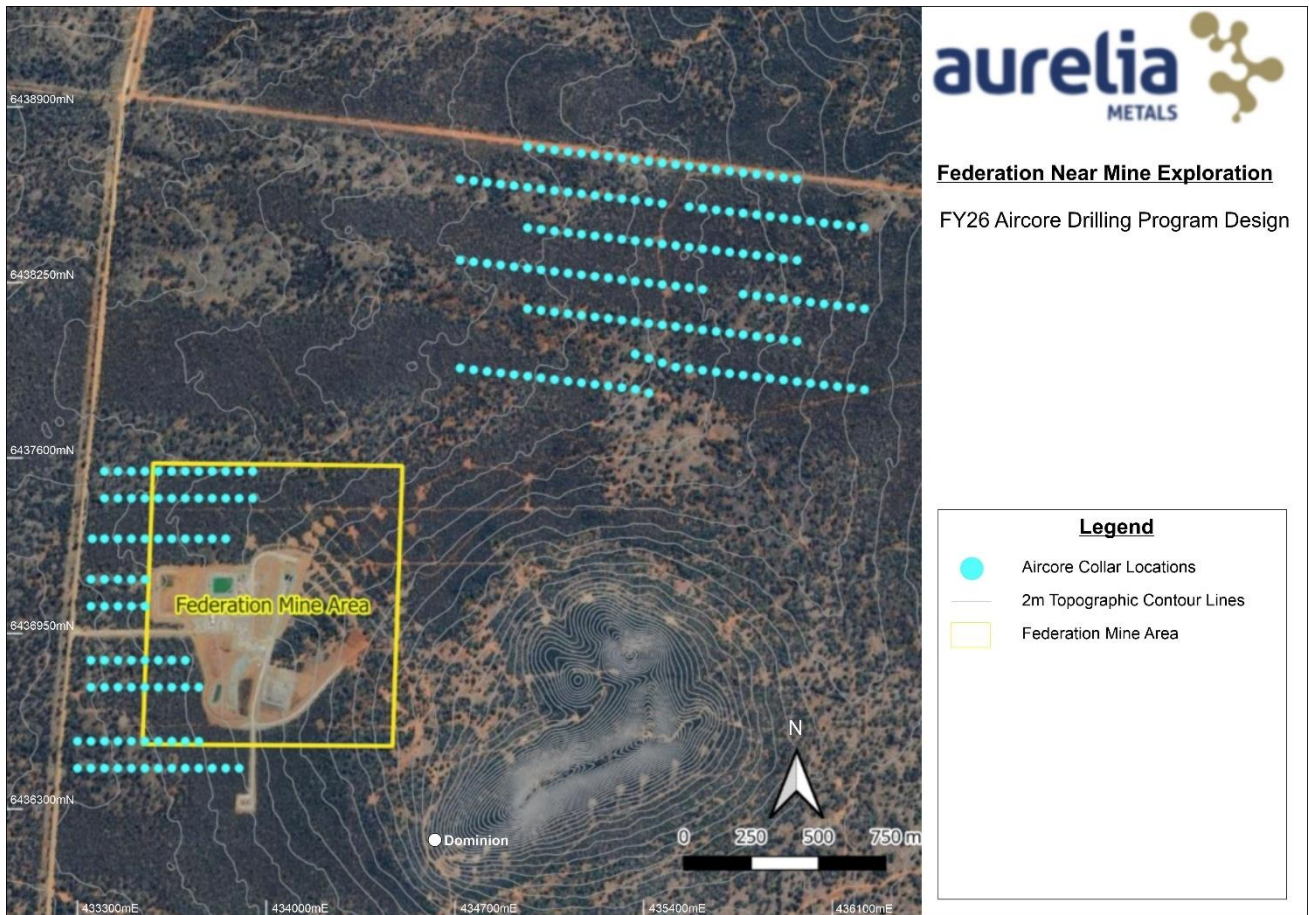 aurelia
METALS
Federation Near Mine Exploration
FY26 Aircore Drilling Program Design
6438900mN
6438250mN
6437600mN
6436950mN
6436300mN
Federation Mine Area
Dominion
N
0 250 500 750 m
433300mE 434000mE 434700mE 435400mE 436100mE
Legend
Aircore Collar Locations
2m Topographic Contour Lines
Federation Mine Area